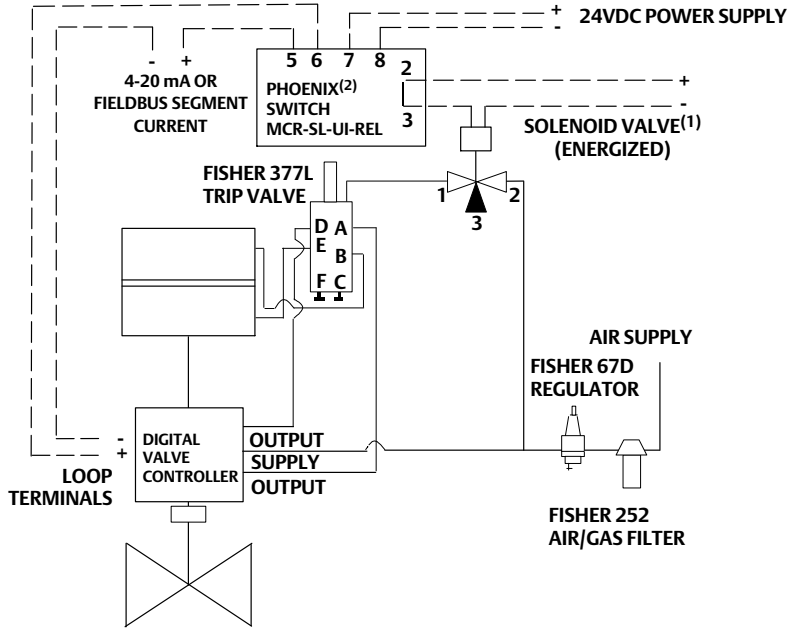 + 24VDC POWER SUPPLY
-
- +
5 6 7 8
4-20 mA OR
FIELDBUS SEGMENT
CURRENT
PHOENIX(2)
SWITCH
MCR-SL-UI-REL
2
3
+
-
SOLENOID VALVE(1)
(ENERGIZED)
FISHER 377L
TRIP VALVE
1 2
3
D A
E
B
F C
AIR SUPPLY
FISHER 67D
REGULATOR
DIGITAL
VALVE
CONTROLLER
-
+
LOOP
TERMINALS
OUTPUT
SUPPLY
OUTPUT
FISHER 252
AIR/GAS FILTER